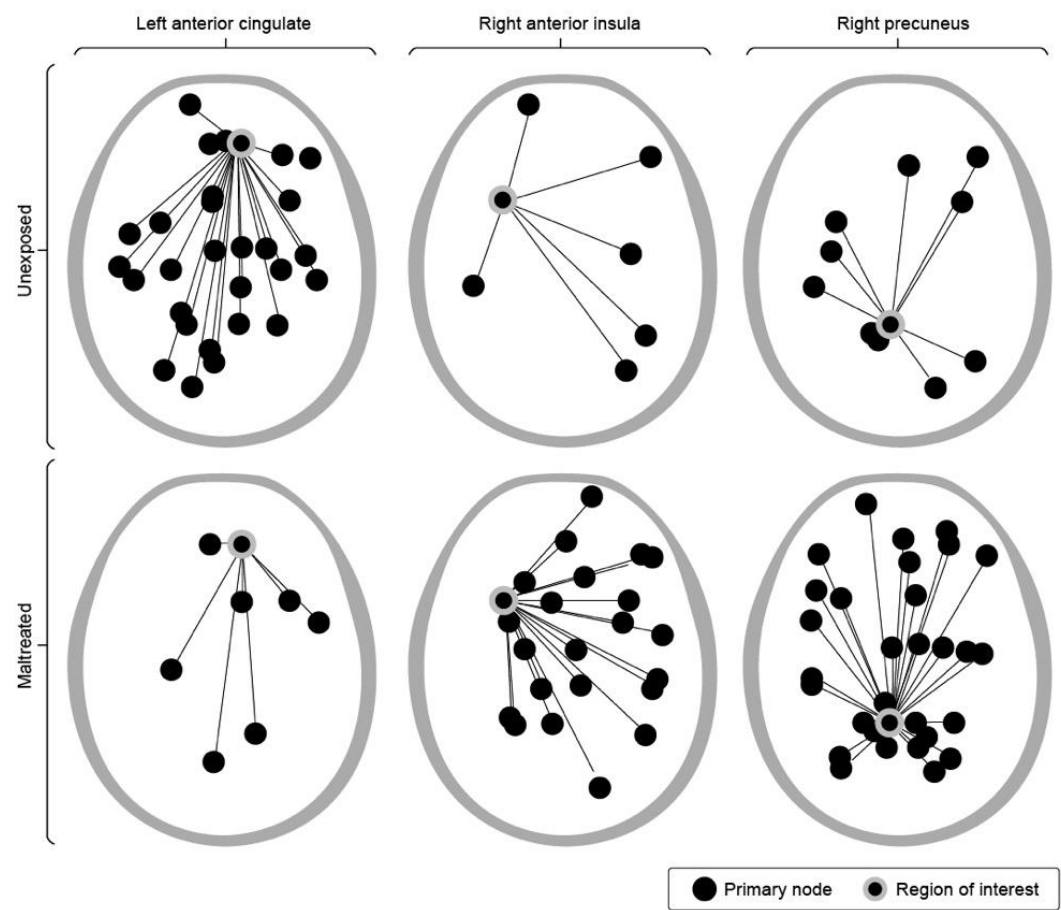 Left anterior cingulate
Right anterior insula
Right precuneus
Unexposed
Maltreated
Primary node
Region of interest